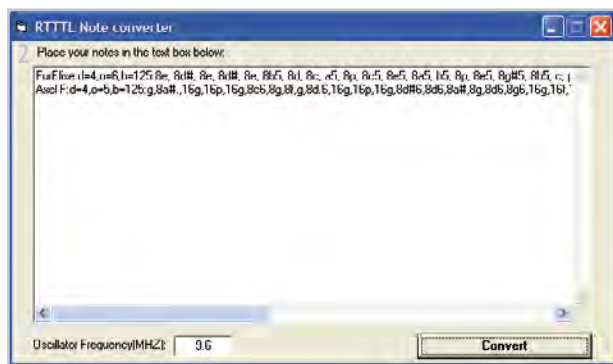 RTTTL Note converter
2 Place your notes in the text box below:
FurElise:d=4,o=6,b=125:8e, 8d#, 8e, 8d#, 8e, 8b5, 8d, 8c, a5, 8p, 8c5, 8e5, 8a5, b5, 8p, 8e5, 8g#5, 8b5, c,
Axel F:d=4,o=5,b=125:g,8a#.,16g,16p,16g,8c6,8g,8f,g,8d.6,16g,16p,16g,8d#6,8d6,8a#,8g,8d6,8g6,16g,16f,
Oscillator Frequency(MHZ): 9.6
Convert